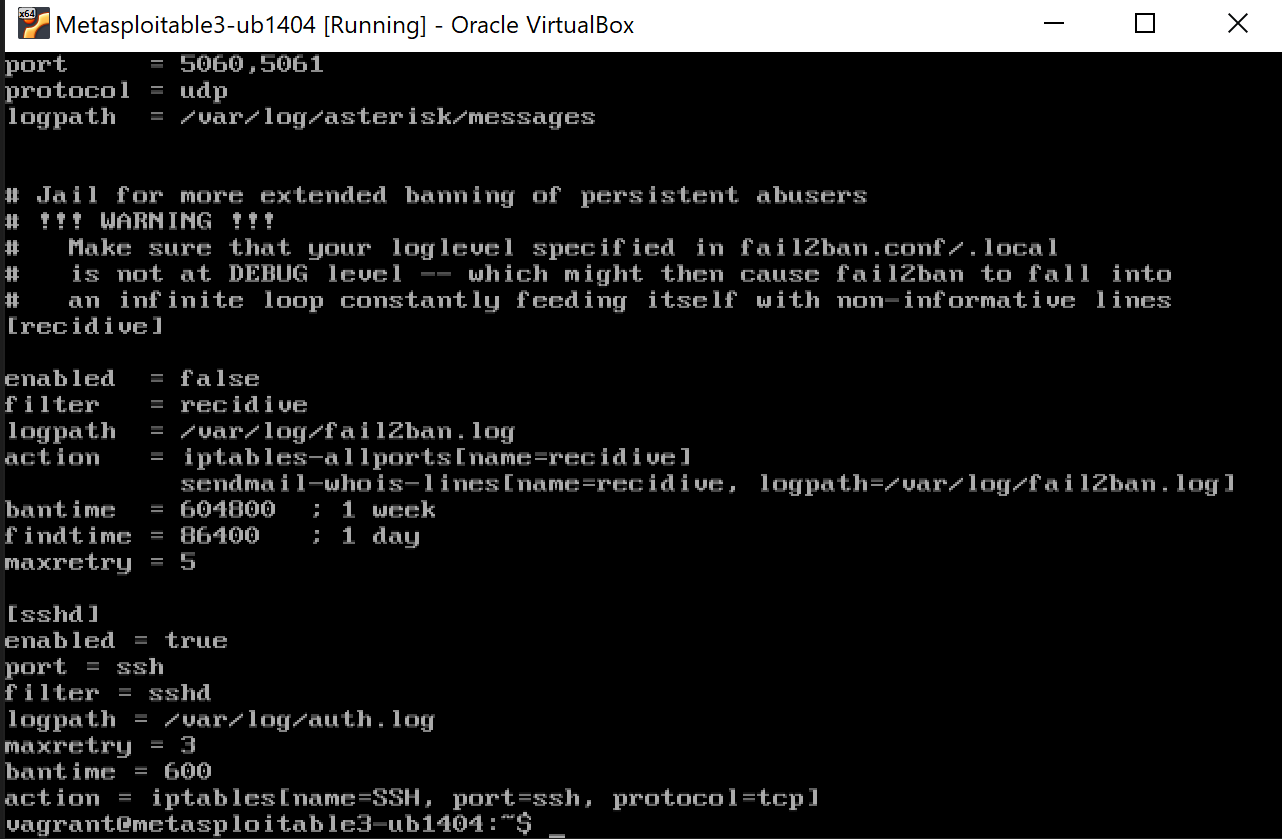 x64
Metasploitable3-ub1404 [Running] - Oracle VirtualBox
port     = 5060,5061
protocol = udp
logpath  = /var/log/asterisk/messages
# Jail for more extended banning of persistent abusers
# !!! WARNING !!!
#   Make sure that your loglevel specified in fail2ban.conf/.local
#   is not at DEBUG level -- which might then cause fail2ban to fall into
#   an infinite loop constantly feeding itself with non-informative lines
[recidive]
enabled  = false
filter   = recidive
logpath  = /var/log/fail2ban.log
action   = iptables-allports[name=recidive]
           sendmail-whois-lines[name=recidive, logpath=/var/log/fail2ban.log]
bantime  = 604800  ; 1 week
findtime = 86400   ; 1 day
maxretry = 5
[sshd]
enabled = true
port = ssh
filter = sshd
logpath = /var/log/auth.log
maxretry = 3
bantime = 600
action = iptables[name=SSH, port=ssh, protocol=tcp]
vagrant@metasploitable3-ub1404:~$ _